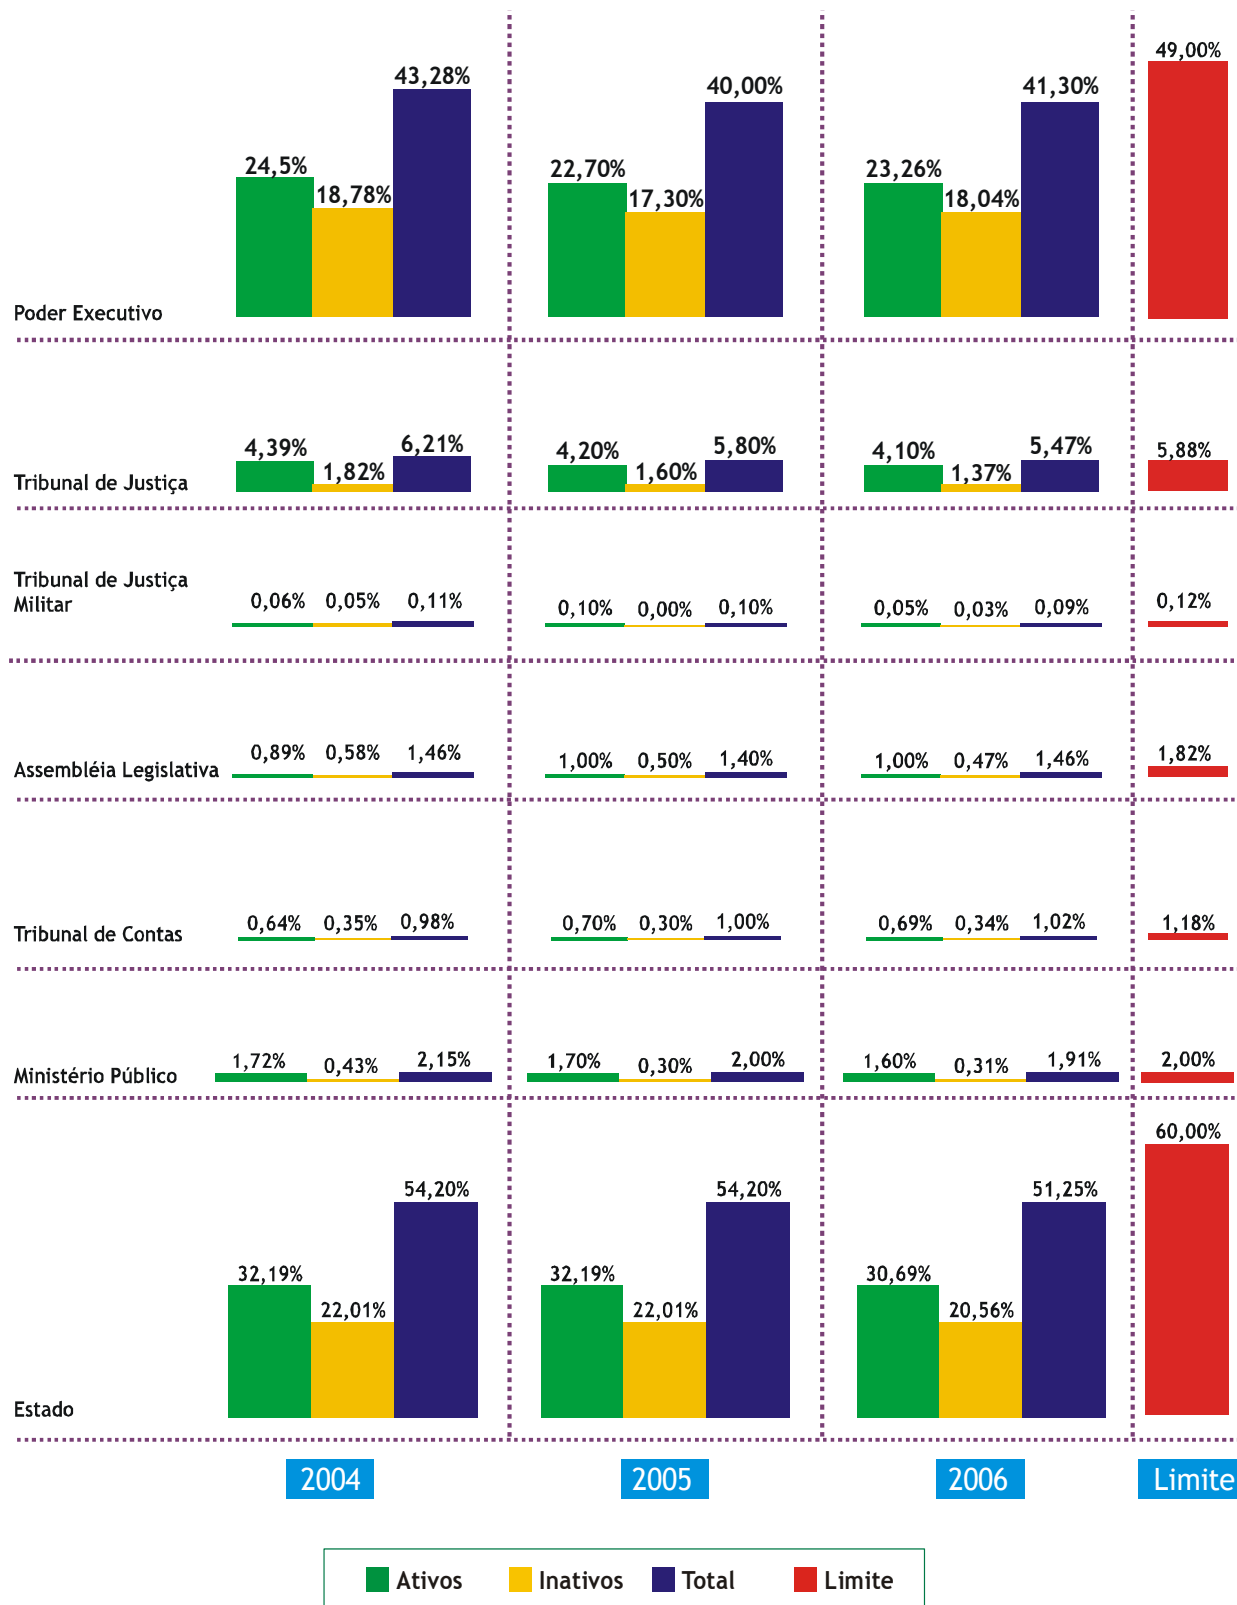 43,28% 40,00% 41,30% 49,00%
24,5% 18,78% 22,70% 17,30% 23,26% 18,04%
Poder Executivo
4,39% 1,82% 6,21% 4,20% 1,60% 5,80% 4,10% 1,37% 5,47% 5,88%
Tribunal de Justiça
Tribunal de Justiça
Militar
0,06% 0,05% 0,11% 0,10% 0,00% 0,10% 0,05% 0,03% 0,09% 0,12%
0,89% 0,58% 1,46% 1,00% 0,50% 1,40% 1,00% 0,47% 1,46% 1,82%
Assembléia Legislativa
0,64% 0,35% 0,98% 0,70% 0,30% 1,00% 0,69% 0,34% 1,02% 1,18%
Tribunal de Contas
1,72% 0,43% 2,15% 1,70% 0,30% 2,00% 1,60% 0,31% 1,91% 2,00%
Ministério Público
60,00%
54,20% 54,20% 51,25%
32,19% 32,19% 30,69%
22,01% 22,01% 20,56%
Estado
2004 2005 2006 Limite
Ativos Inativos Total Limite